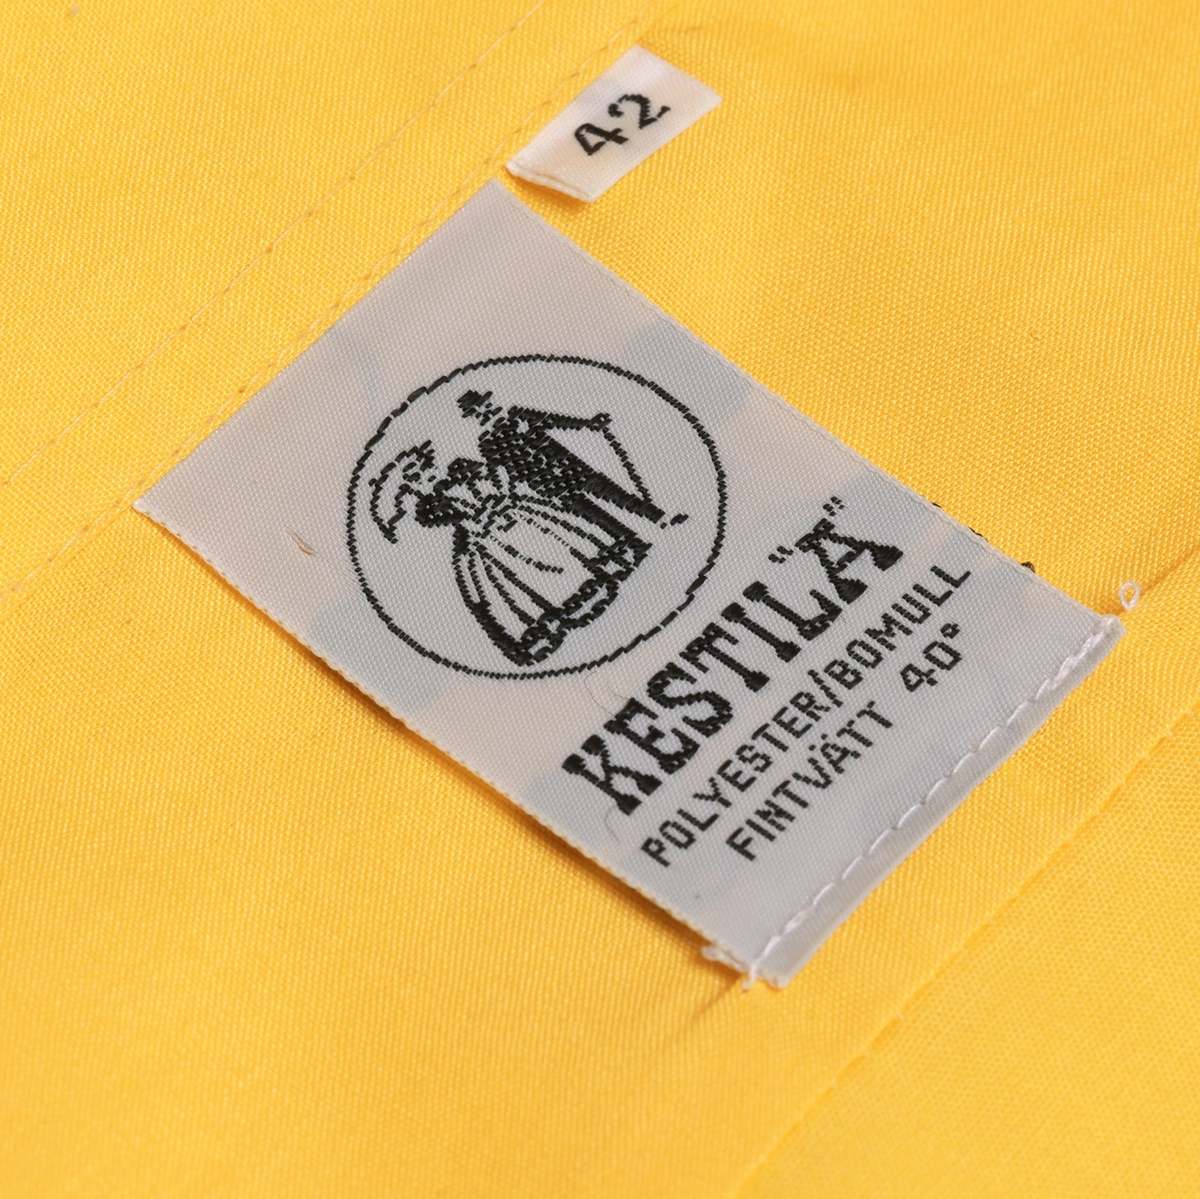 42
KESTILÄ
POLYESTER/BOMULL
FINTVÄTT 40°